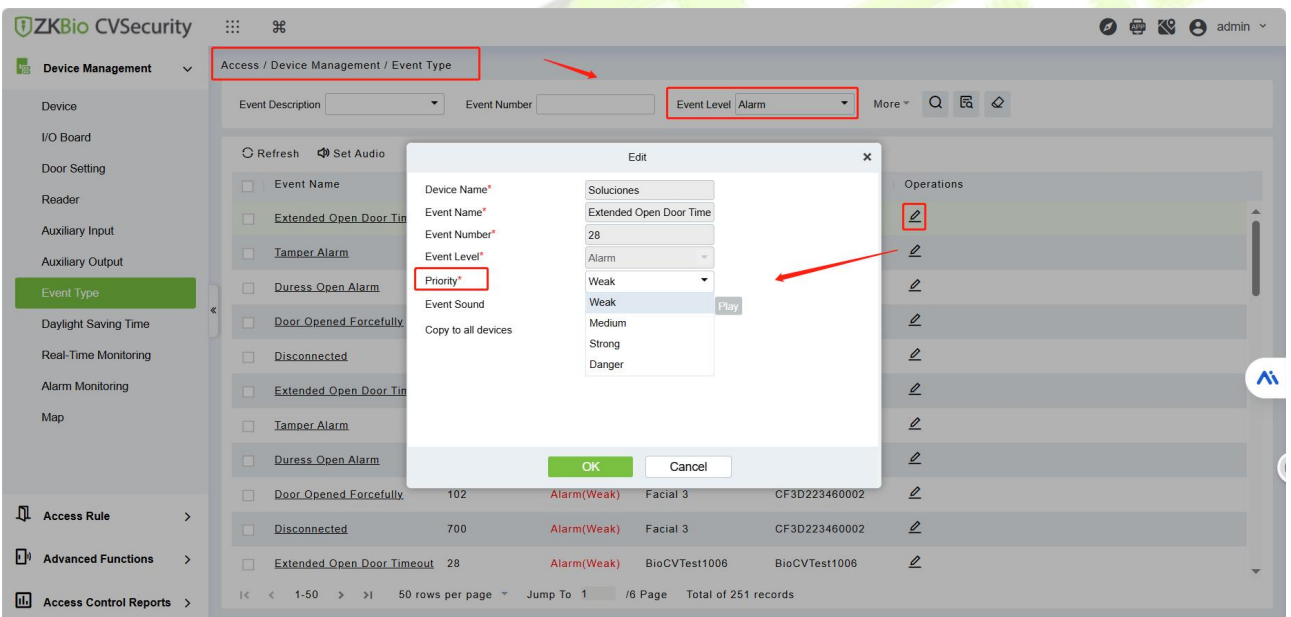 ZKBio CVSecurity
admin
Device Management
Access / Device Management / Event Type
Device
I/O Board
Door Setting
Reader
Auxiliary Input
Auxiliary Output
Event Type
Daylight Saving Time
Real-Time Monitoring
Alarm Monitoring
Map
Access Rule
Advanced Functions
Access Control Reports
Event Description
Event Number
Event Level Alarm
More
Refresh Set Audio
Event Name
Operations
Extended Open Door Tim
Tamper Alarm
Duress Open Alarm
Door Opened Forcefully
Disconnected
Extended Open Door Tim
Tamper Alarm
Duress Open Alarm
Door Opened Forcefully 102 Alarm(Weak) Facial 3 CF3D223460002
Disconnected 700 Alarm(Weak) Facial 3 CF3D223460002
Extended Open Door Timeout 28 Alarm(Weak) BioCVTest1006 BioCVTest1006
1-50 50 rows per page Jump To 1 /6 Page Total of 251 records
Edit
Device Name* Soluciones
Event Name* Extended Open Door Time
Event Number* 28
Event Level* Alarm
Priority* Weak
Event Sound
Copy to all devices
Weak
Medium
Strong
Danger
Play
OK Cancel